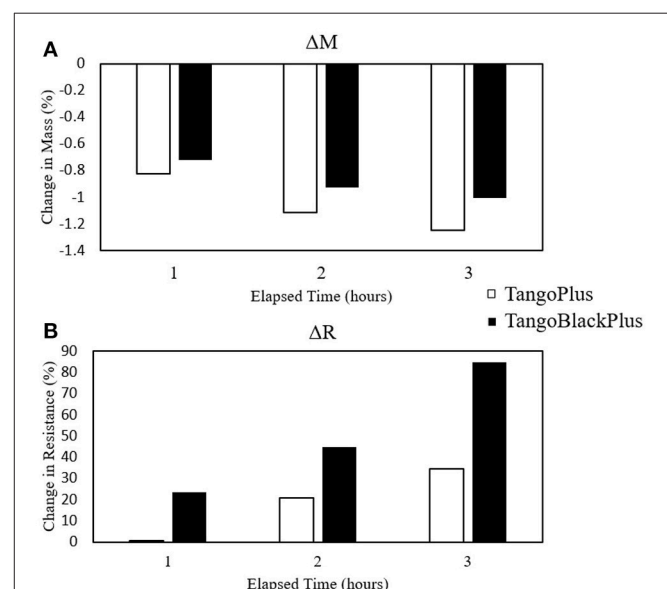 A
ΔM
0
-0.2
-0.4
-0.6
-0.8
-1
-1.2
-1.4
Change in Mass (%)
1 2 3
Elapsed Time (hours)
TangoPlus
TangoBlackPlus
B
ΔR
90
80
70
60
50
40
30
20
10
0
Change in Resistance (%)
1 2 3
Elapsed Time (hours)